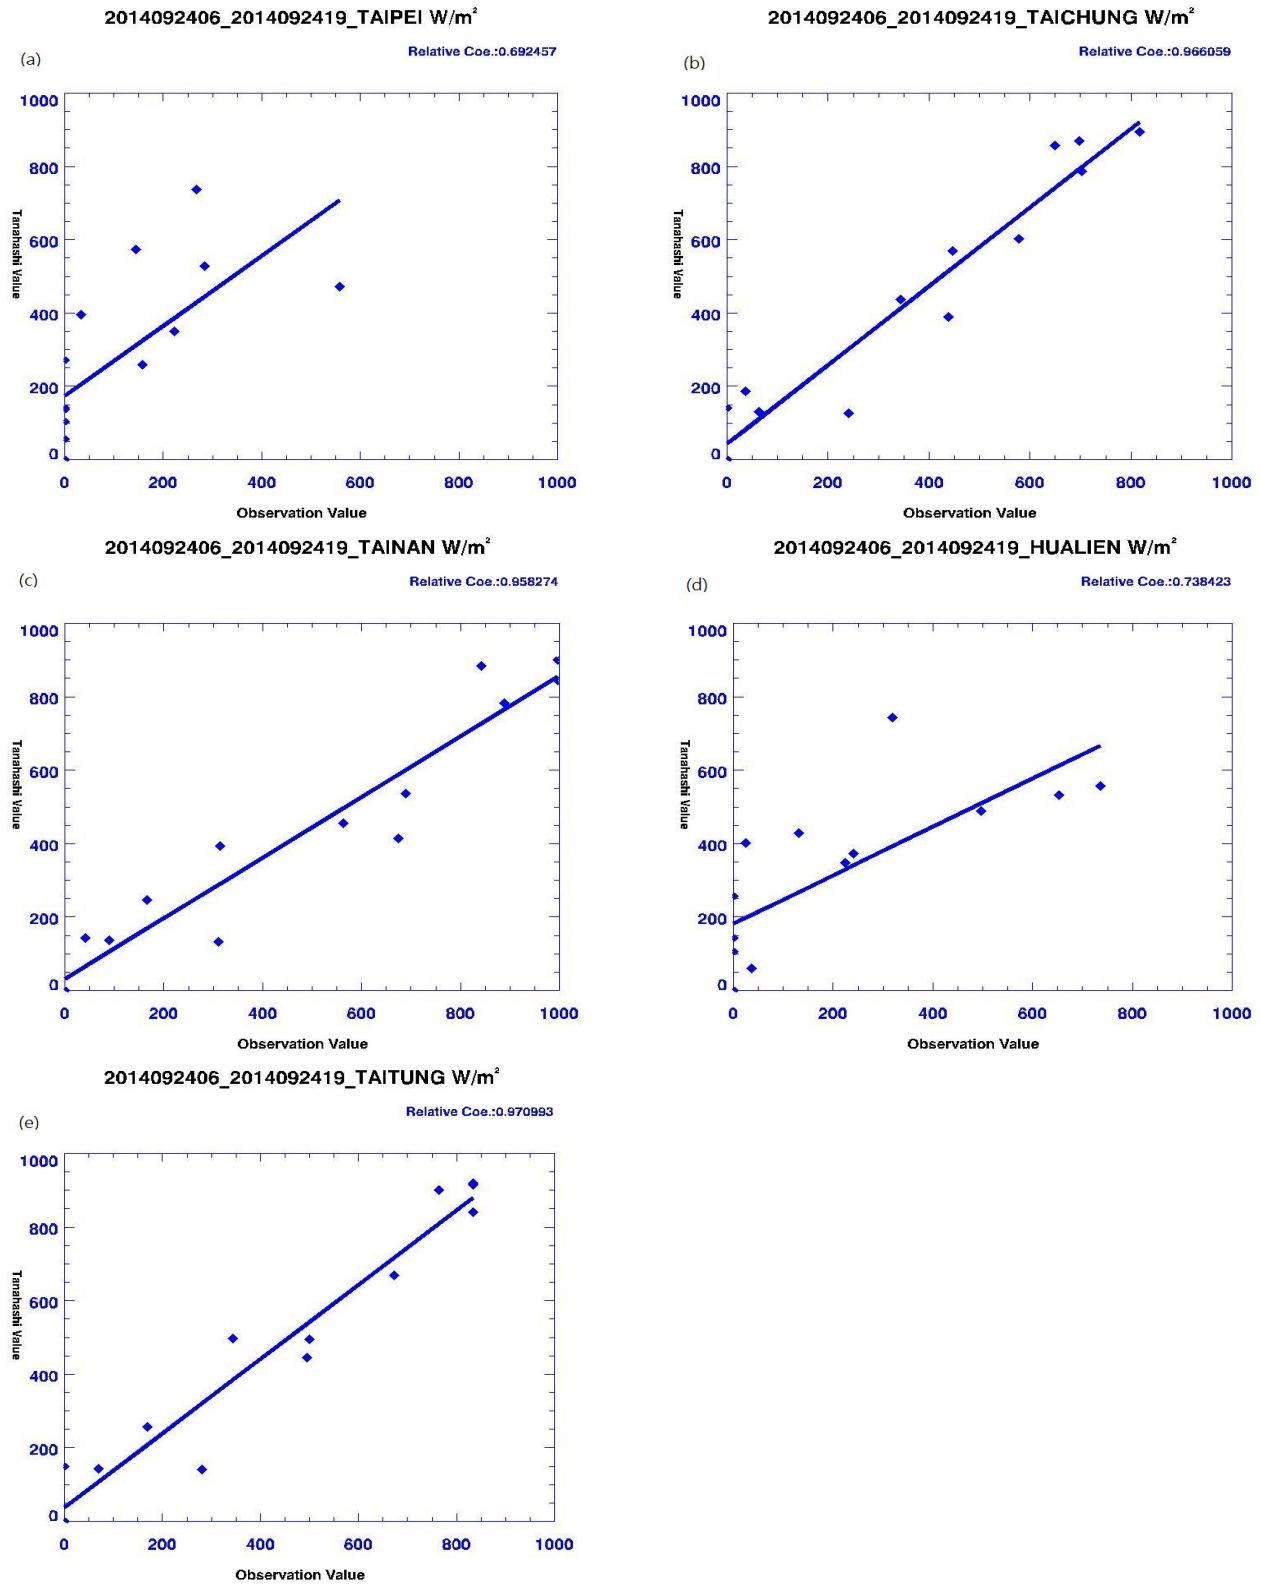 2014092406_2014092419_TAIPEI W/m²
Relative Coe.:0.692457
(a)
1000
800
600
400
200
0
Tanahashi Value
0 200 400 600 800 1000
Observation Value
2014092406_2014092419_TAICHUNG W/m²
Relative Coe.:0.966059
(b)
1000
800
600
400
200
0
Tanahashi Value
0 200 400 600 800 1000
Observation Value
2014092406_2014092419_TAINAN W/m²
Relative Coe.:0.958274
(c)
1000
800
600
400
200
0
Tanahashi Value
0 200 400 600 800 1000
Observation Value
2014092406_2014092419_HUALIEN W/m²
Relative Coe.:0.738423
(d)
1000
800
600
400
200
0
Tanahashi Value
0 200 400 600 800 1000
Observation Value
2014092406_2014092419_TAITUNG W/m²
Relative Coe.:0.970993
(e)
1000
800
600
400
200
0
Tanahashi Value
0 200 400 600 800 1000
Observation Value